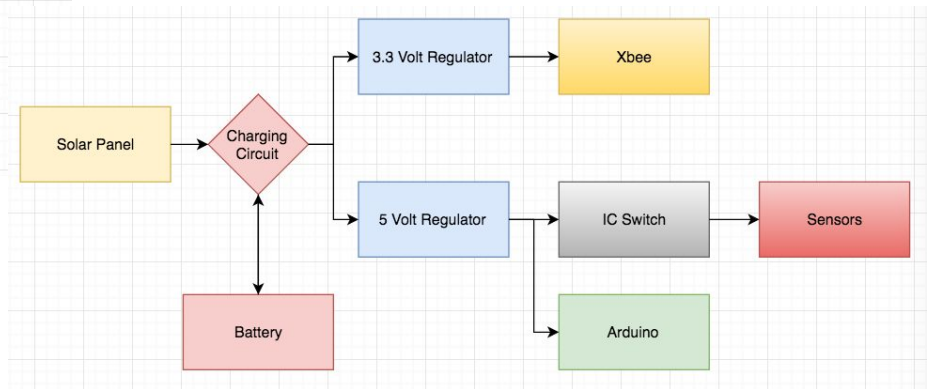 3.3 Volt Regulator
Xbee
Solar Panel
Charging
Circuit
5 Volt Regulator
IC Switch
Sensors
Battery
Arduino